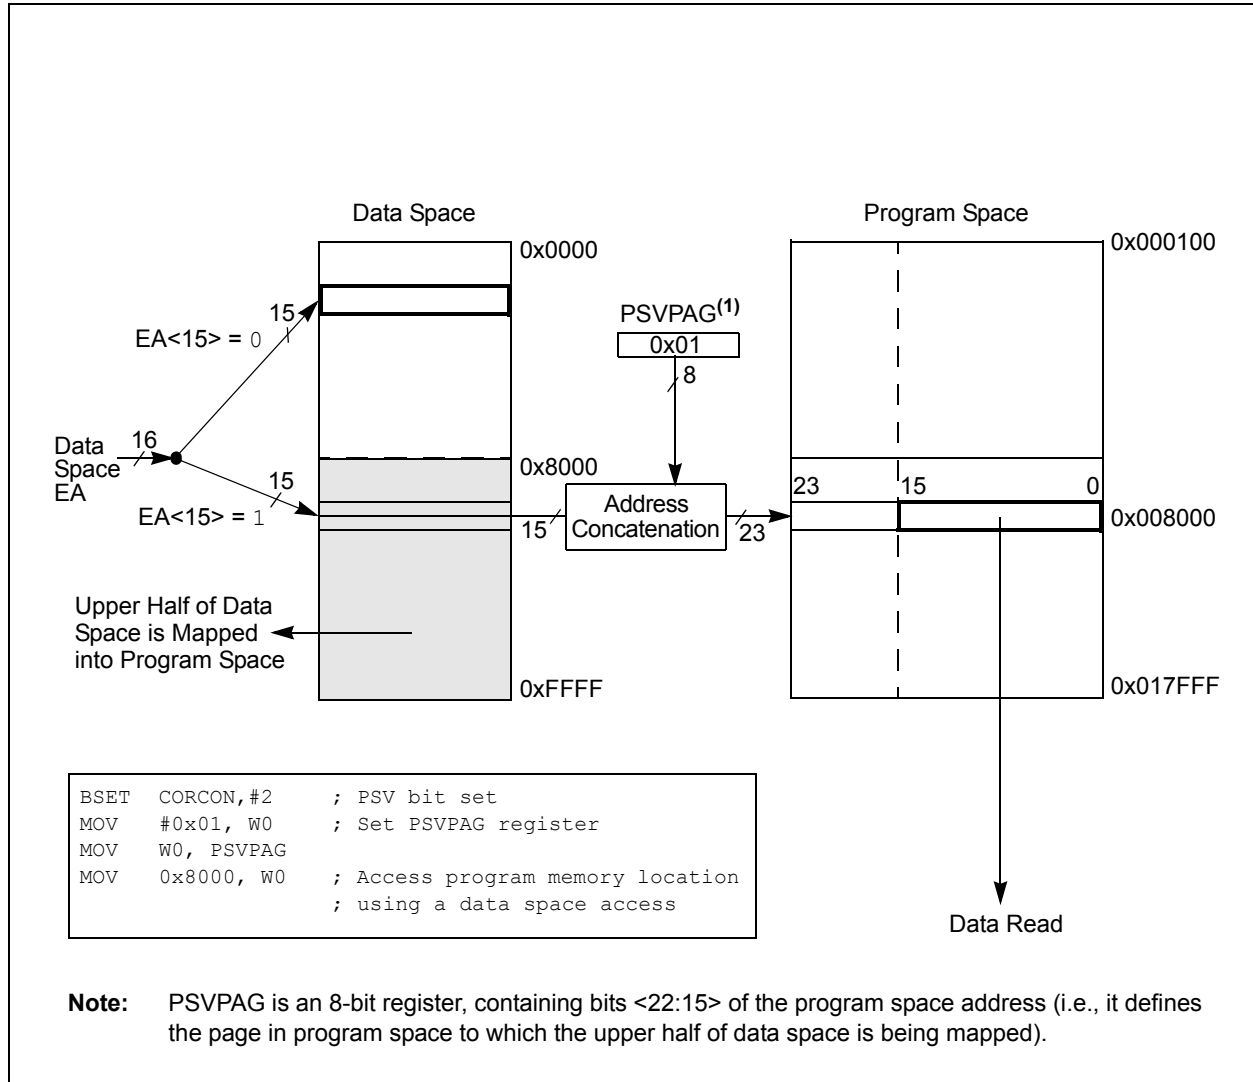 Data Space
Program Space
0x0000
0x000100
15
EA<15> = 0
PSVPAG(1)
0x01
8
Data
Space
EA
16
0x8000
15
EA<15> = 1
15
Address
Concatenation
23
23
15
0
0x008000
Upper Half of Data
Space is Mapped
into Program Space
0xFFFF
0x017FFF
BSET CORCON,#2 ; PSV bit set
MOV #0x01, W0 ; Set PSVPAG register
MOV W0, PSVPAG
MOV 0x8000, W0 ; Access program memory location
; using a data space access
Data Read
Note: PSVPAG is an 8-bit register, containing bits <22:15> of the program space address (i.e., it defines
the page in program space to which the upper half of data space is being mapped).